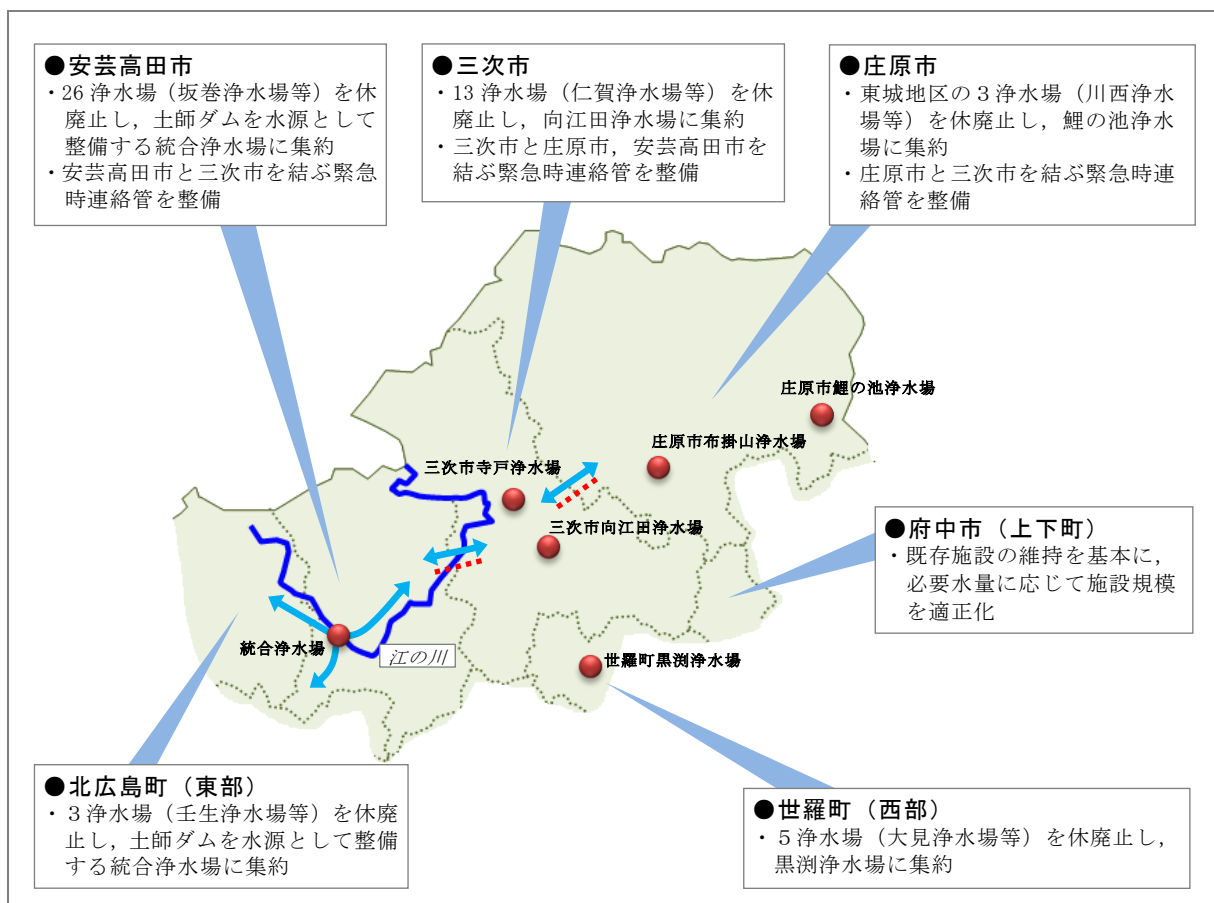 ●安芸高田市
・26 浄水場（坂巻浄水場等）を休
廃止し，土師ダムを水源として
整備する統合浄水場に集約
・安芸高田市と三次市を結ぶ緊急
時連絡管を整備
●三次市
・13 浄水場（仁賀浄水場等）を休
廃止し，向江田浄水場に集約
・三次市と庄原市，安芸高田市を
結ぶ緊急時連絡管を整備
●庄原市
・東城地区の３浄水場（川西浄水
場等）を休廃止し，鯉の池浄水
場に集約
・庄原市と三次市を結ぶ緊急時連
絡管を整備
庄原市鯉の池浄水場
庄原市布掛山浄水場
三次市寺戸浄水場
三次市向江田浄水場
●府中市（上下町）
・既存施設の維持を基本に，
必要水量に応じて施設規模
を適正化
統合浄水場
江の川
世羅町黒渕浄水場
●北広島町（東部）
・３浄水場（壬生浄水場等）を休廃
止し，土師ダムを水源として整備
する統合浄水場に集約
●世羅町（西部）
・５浄水場（大見浄水場等）を休廃止し，
黒渕浄水場に集約